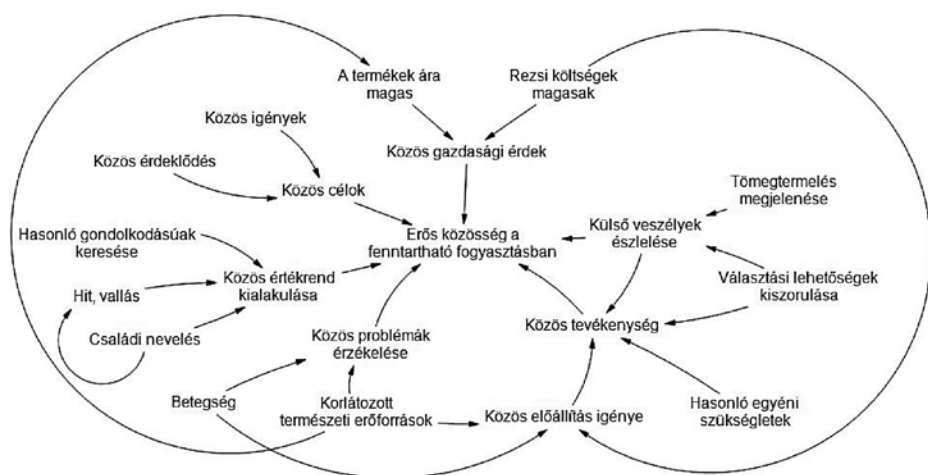 A termékek ára
magas
Rezsi költségek
magasak
Közös igények
Közös gazdasági érdek
Közös érdeklődés
Közös célok
Tömegtermelés
megjelenése
Külső veszélyek
észlelése
Erős közösség a
fenntartható fogyasztásban
Hasonló gondolkodásúak
keresése
Közös értékrend
kialakulása
Választási lehetőségek
kiszorulása
Hit, vallás
Közös tevékenység
Családi nevelés
Közös problémák
érzékelése
Betegség
Korlátozott
természeti erőforrások
Közös előállítás igénye
Hasonló egyéni
szükségletek